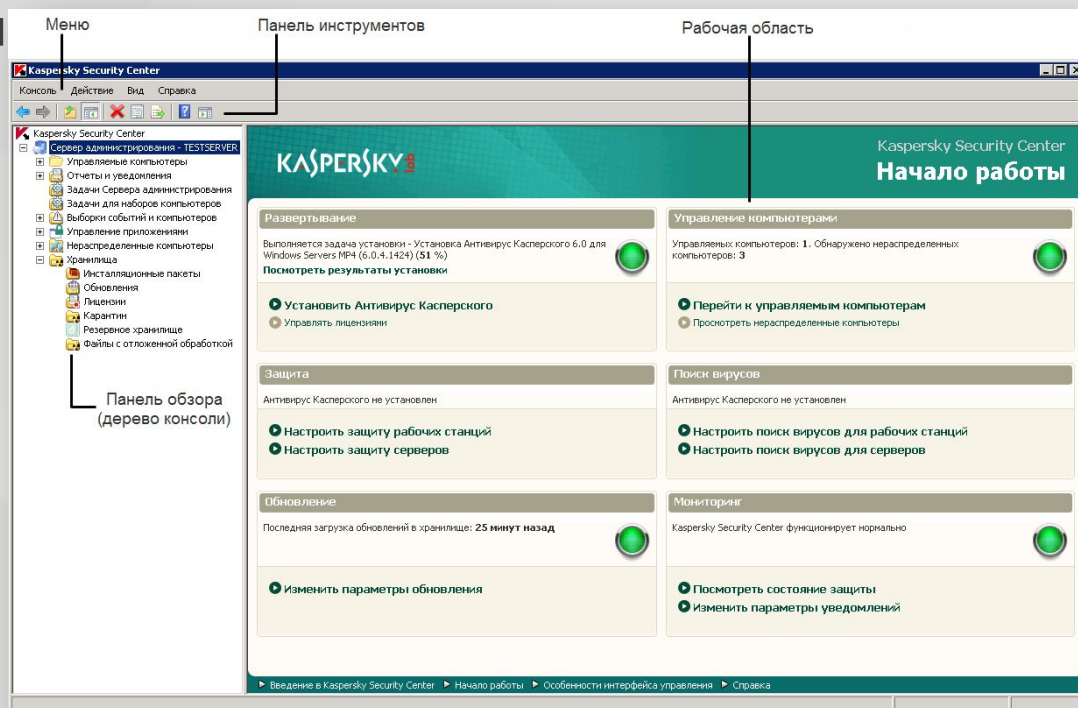 Меню
Панель инструментов
Рабочая область
Kaspersky Security Center
Консоль Действие Вид Справка
Kaspersky Security Center
Сервер администрирования - TESTSERVER
Управляемые компьютеры
Отчеты и уведомления
Задачи Сервера администрирования
Задачи для наборов компьютеров
Выборки событий и компьютеров
Управление приложениями
Нераспределенные компьютеры
Хранилища
Инсталляционные пакеты
Обновления
Лицензии
Карантин
Резервное хранилище
Файлы с отложенной обработкой
Панель обзора
(дерево консоли)
KASPERSKY lab
Kaspersky Security Center
Начало работы
Развертывание
Выполняется задача установки - Установка Антивирус Касперского 6.0 для
Windows Servers MP4 (6.0.4.1424) (51 %)
Посмотреть результаты установки
Установить Антивирус Касперского
Управлять лицензиями
Управление компьютерами
Управляемых компьютеров: 1. Обнаружено нераспределенных
компьютеров: 3
Перейти к управляемым компьютерам
Просмотреть нераспределенные компьютеры
Защита
Антивирус Касперского не установлен
Настроить защиту рабочих станций
Настроить защиту серверов
Поиск вирусов
Антивирус Касперского не установлен
Настроить поиск вирусов для рабочих станций
Настроить поиск вирусов для серверов
Обновление
Последняя загрузка обновлений в хранилище: 25 минут назад
Изменить параметры обновления
Мониторинг
Kaspersky Security Center функционирует нормально
Посмотреть состояние защиты
Изменить параметры уведомлений
Введение в Kaspersky Security Center Начало работы Особенности интерфейса управления Справка